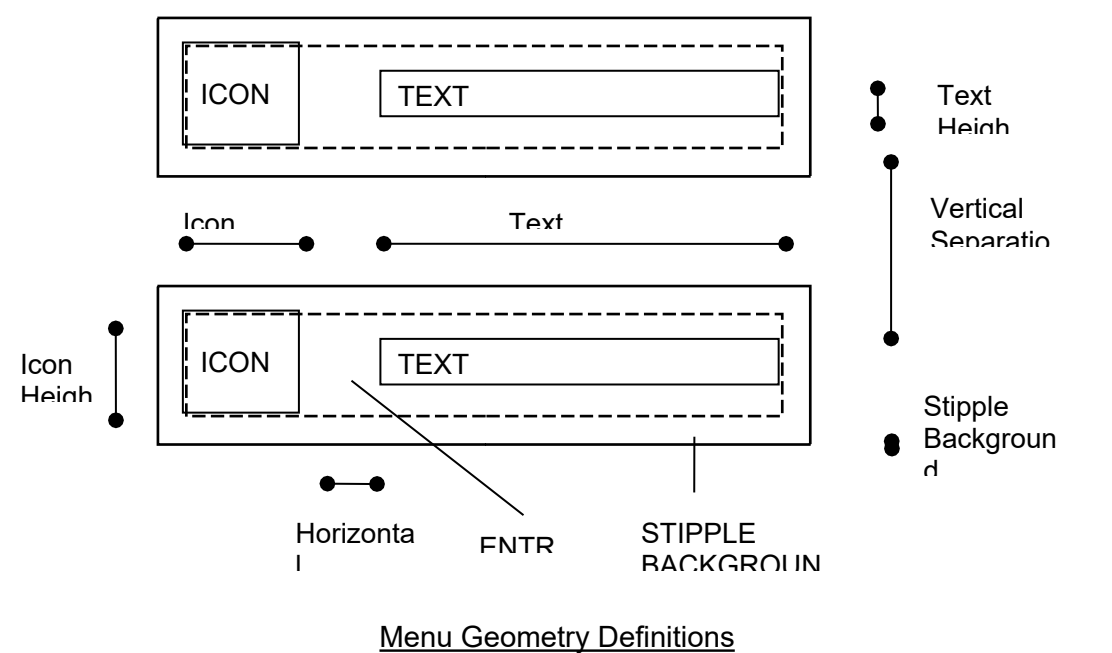 ICON
TEXT
Text
Heigh
Icon
Text
Vertical
Separatio
ICON
TEXT
Icon
Heigh
Stipple
Backgroun
d
Horizonta
l
ENTR
STIPPLE
BACKGROUN
Menu Geometry Definitions